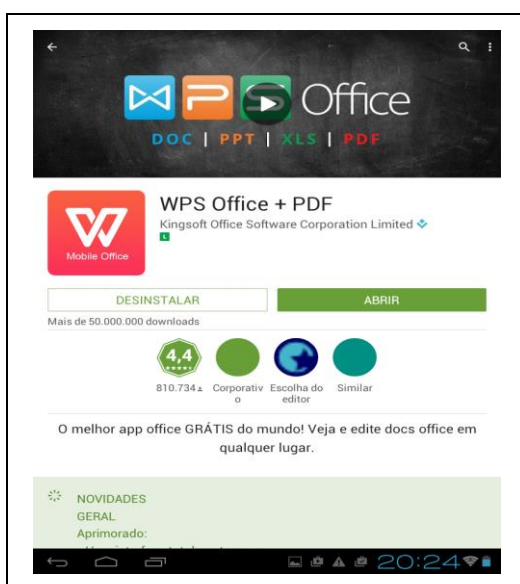 WPS Office
DOC | PPT | XLS | PDF
WPS Office + PDF
Kingsoft Office Software Corporation Limited
L
Mobile Office
DESINSTALAR
ABRIR
Mais de 50.000.000 downloads
4,4
810.734
Corporativ
o
Escolha do
editor
Similar
O melhor app office GRÁTIS do mundo! Veja e edite docs office em
qualquer lugar.
NOVIDADES
GERAL
Aprimorado:
20:24